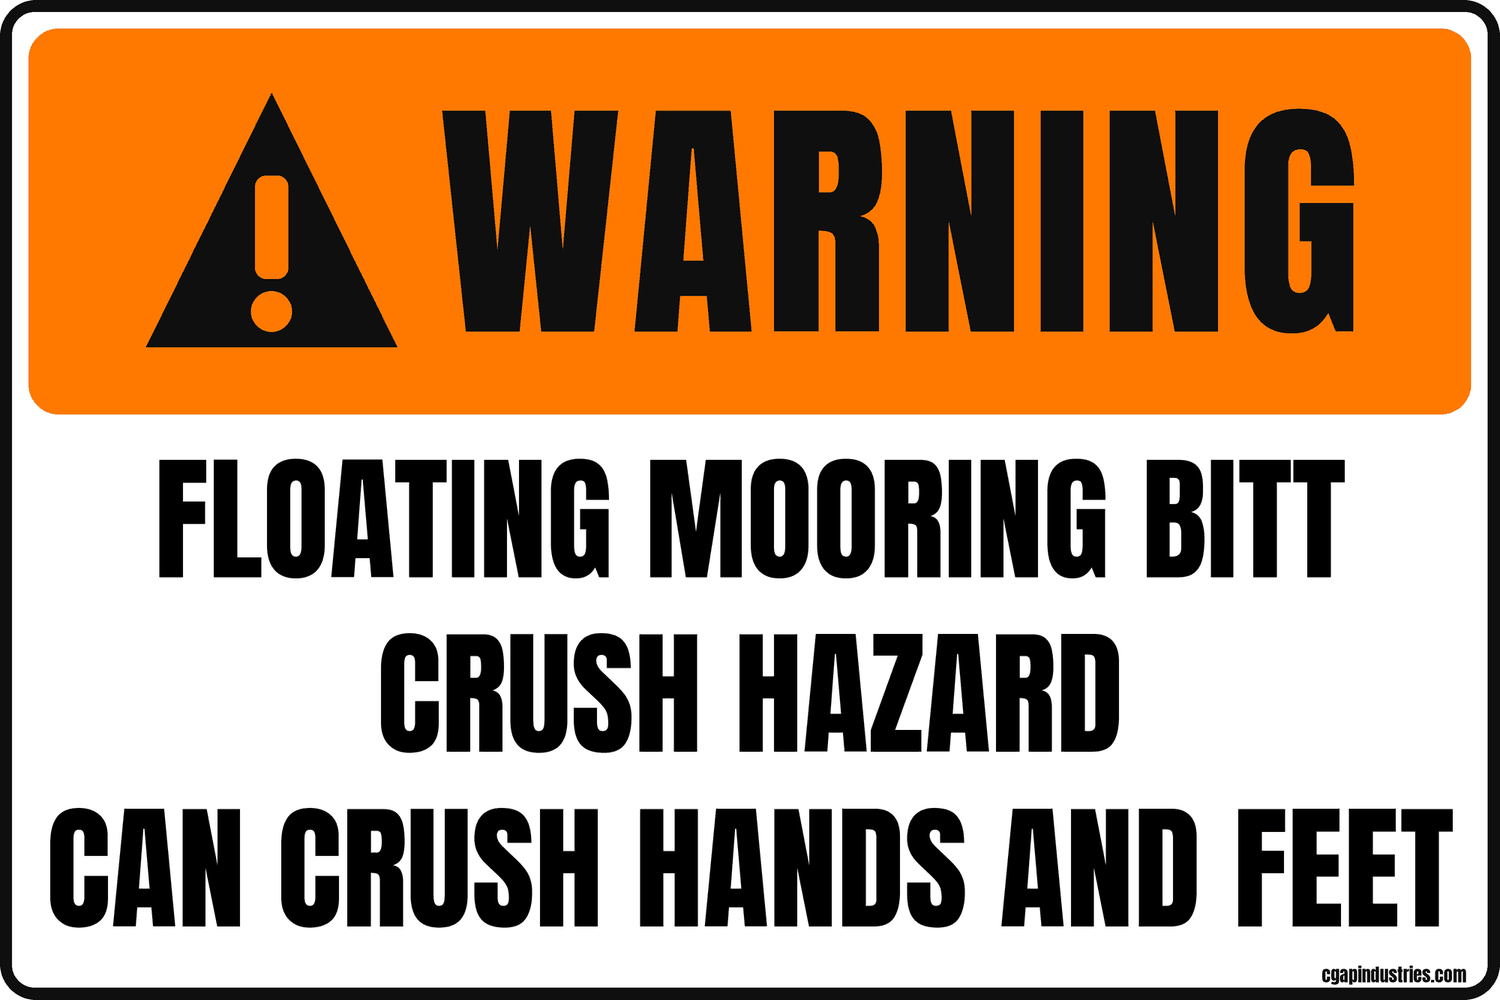 WARNING
FLOATING MOORING BITT
CRUSH HAZARD
CAN CRUSH HANDS AND FEET
cgapindustries.com